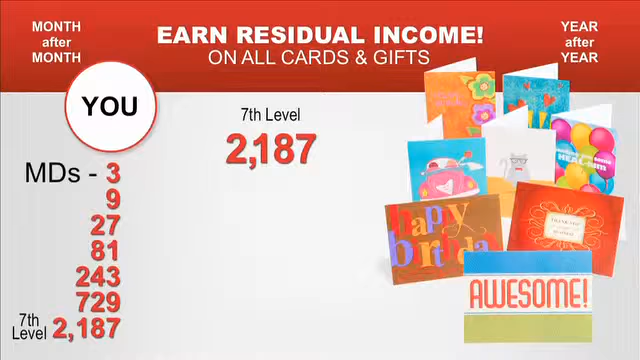 MONTH
after
MONTH
EARN RESIDUAL INCOME!
ON ALL CARDS & GIFTS
YEAR
after
YEAR
YOU
7th Level
2,187
MDs - 3
9
27
81
243
729
7th
Level 2,187
happy
birthday
AWESOME!